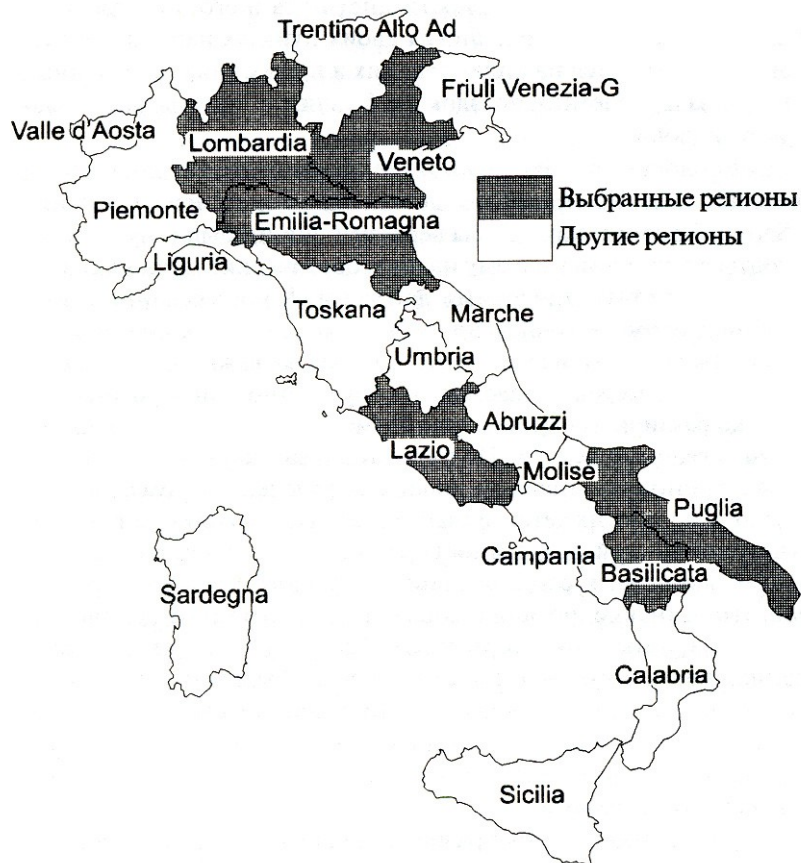 Trentino Alto Ad
Friuli Venezia-G
Valle d'Aosta
Lombardia
Veneto
Piemonte
Emilia-Romagna
Liguria
Выбранные регионы
Другие регионы
Toskana
Marche
Umbria
Abruzzi
Lazio
Molise
Puglia
Campania
Basilicata
Sardegna
Calabria
Sicilia